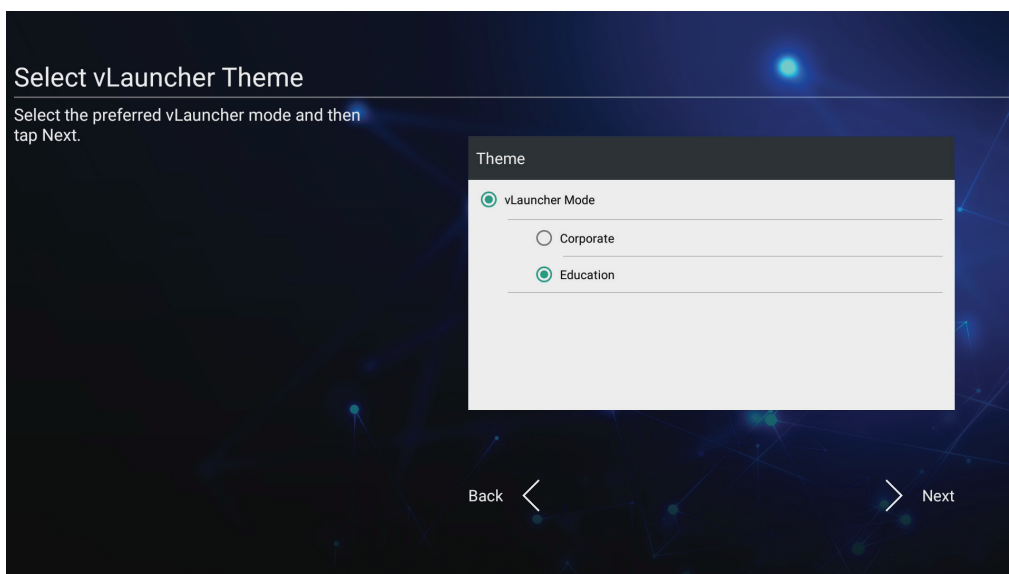 Select vLauncher Theme
Select the preferred vLauncher mode and then
tap Next.
Theme
vLauncher Mode
Corporate
Education
Back
Next